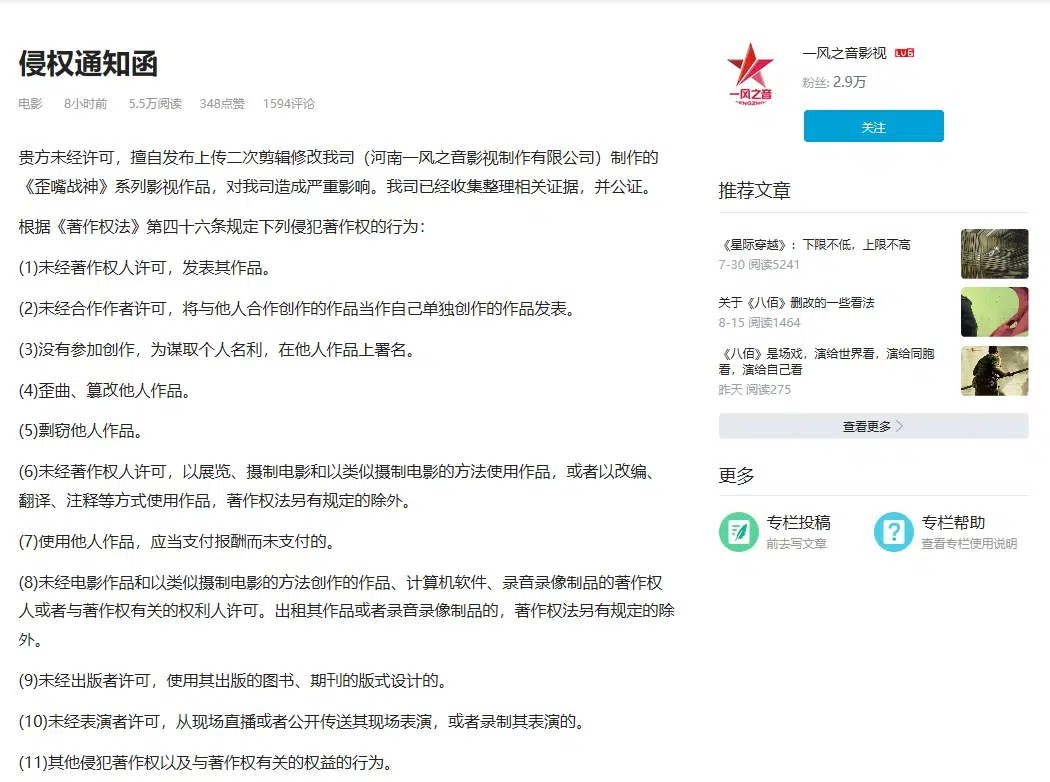 侵权通知函
电影 8小时前 5.5万阅读 348点赞 1594评论
贵方未经许可，擅自发布上传二次剪辑修改我司（河南一风之音影视制作有限公司）制作的
《歪嘴战神》系列影视作品，对我司造成严重影响。我司已经收集整理相关证据，并公证。
根据《著作权法》第四十六条规定下列侵犯著作权的行为：
(1)未经著作权人许可，发表其作品。
(2)未经合作作者许可，将与他人合作创作的作品当作自己单独创作的作品发表。
(3)没有参加创作，为谋取个人名利，在他人作品上署名。
(4)歪曲、篡改他人作品。
(5)剽窃他人作品。
(6)未经著作权人许可，以展览、摄制电影和以类似摄制电影的方法使用作品，或者以改编、
翻译、注释等方式使用作品，著作权法另有规定的除外。
(7)使用他人作品，应当支付报酬而未支付的。
(8)未经电影作品和以类似摄制电影的方法创作的作品、计算机软件、录音录像制品的著作权
人或者与著作权有关的权利人许可。出租其作品或者录音录像制品的，著作权法另有规定的除
外。
(9)未经出版者许可，使用其出版的图书、期刊的版式设计的。
(10)未经表演者许可，从现场直播或者公开传送其现场表演，或者录制其表演的。
(11)其他侵犯著作权以及与著作权有关的权益的行为。
一风之音
一风之音影视 LV6
粉丝: 2.9万
关注
推荐文章
《星际穿越》：下限不低，上限不高
7-30 阅读5241
关于《八佰》删改的一些看法
8-15 阅读1464
《八佰》是场戏，演给世界看，演给同胞
看，演给自己看
昨天 阅读275
查看更多
更多
专栏投稿
前去写文章
专栏帮助
查看专栏使用说明